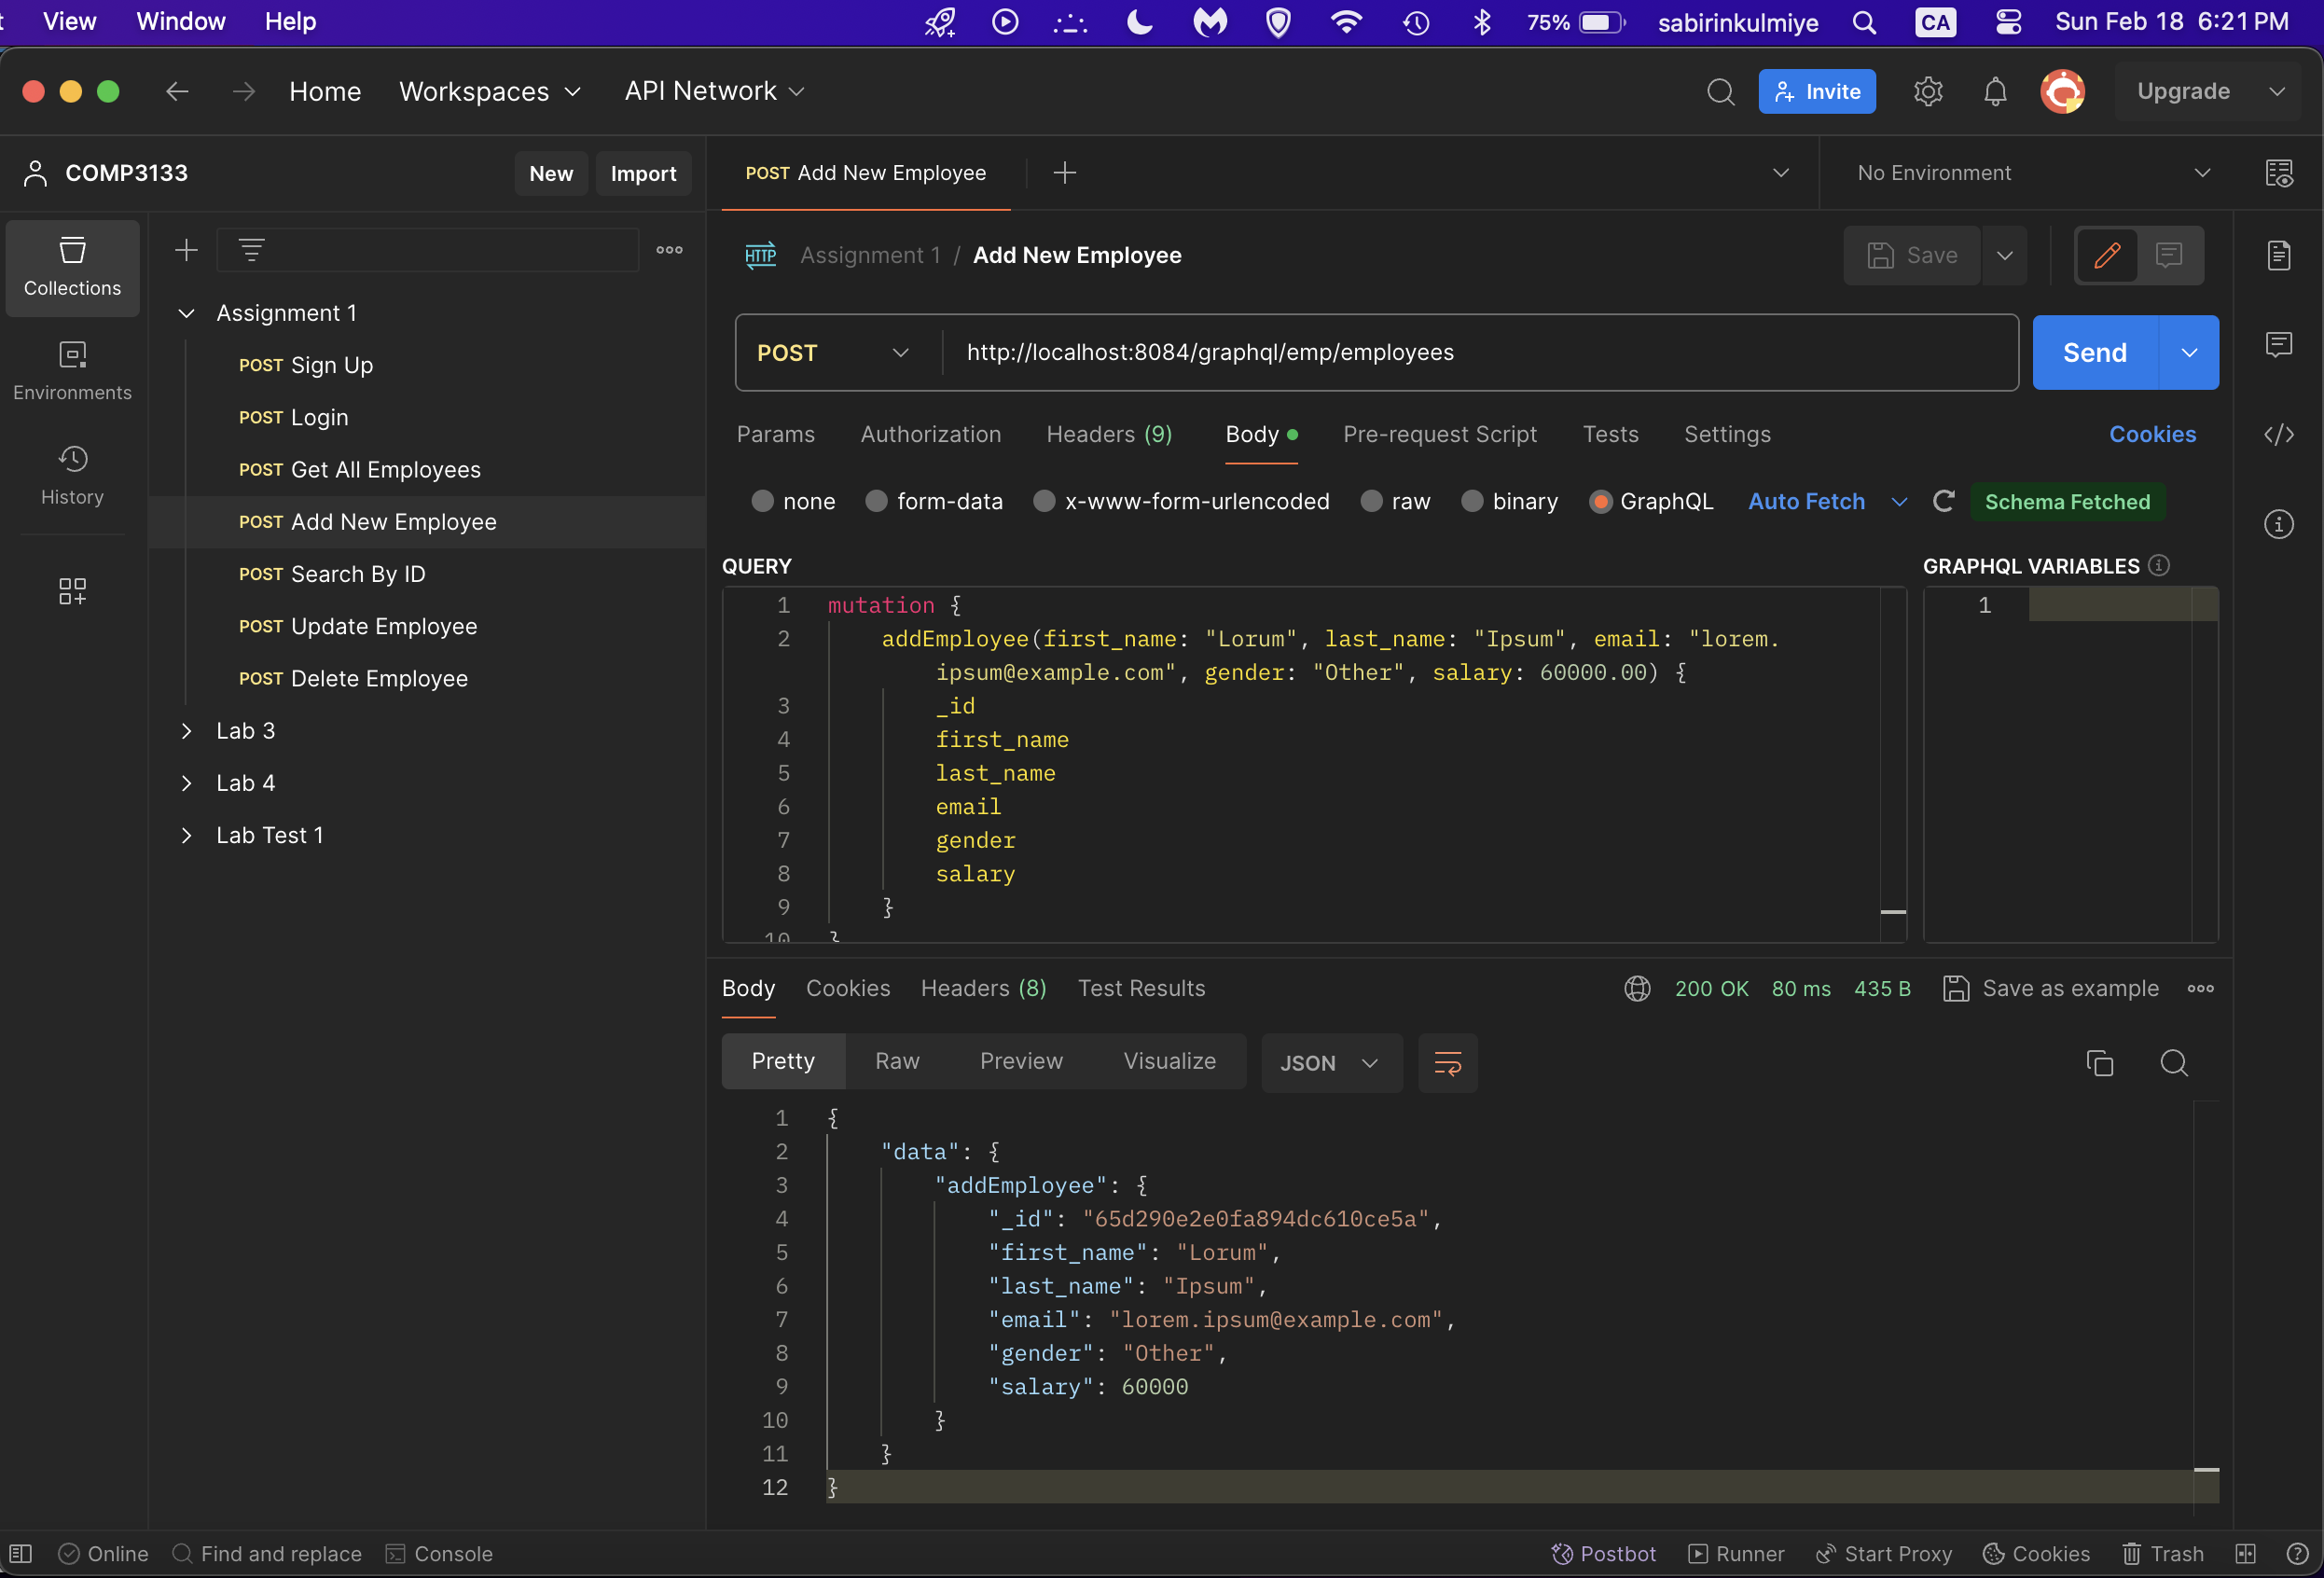 View Window Help 75% sabirinkulmiye CA Sun Feb 18 6:21 PM
Home Workspaces API Network Invite Upgrade
COMP3133 New Import POST Add New Employee No Environment
HTTP Assignment 1 / Add New Employee Save
Collections
Environments
History
Assignment 1
POST Sign Up
POST Login
POST Get All Employees
POST Add New Employee
POST Search By ID
POST Update Employee
POST Delete Employee
Lab 3
Lab 4
Lab Test 1
POST http://localhost:8084/graphql/emp/employees Send
Params Authorization Headers (9) Body Pre-request Script Tests Settings Cookies
none form-data x-www-form-urlencoded raw binary GraphQL Auto Fetch Schema Fetched
QUERY GRAPHQL VARIABLES
1 mutation { 1
2 addEmployee(first_name: "Lorum", last_name: "Ipsum", email: "lorem.
ipsum@example.com", gender: "Other", salary: 60000.00) {
3 _id
4 first_name
5 last_name
6 email
7 gender
8 salary
9 }
10 }
Body Cookies Headers (8) Test Results 200 OK 80 ms 435 B Save as example
Pretty Raw Preview Visualize JSON
1 {
2 "data": {
3 "addEmployee": {
4 "_id": "65d290e2e0fa894dc610ce5a",
5 "first_name": "Lorum",
6 "last_name": "Ipsum",
7 "email": "lorem.ipsum@example.com",
8 "gender": "Other",
9 "salary": 60000
10 }
11 }
12 }
Online Find and replace Console Postbot Runner Start Proxy Cookies Trash